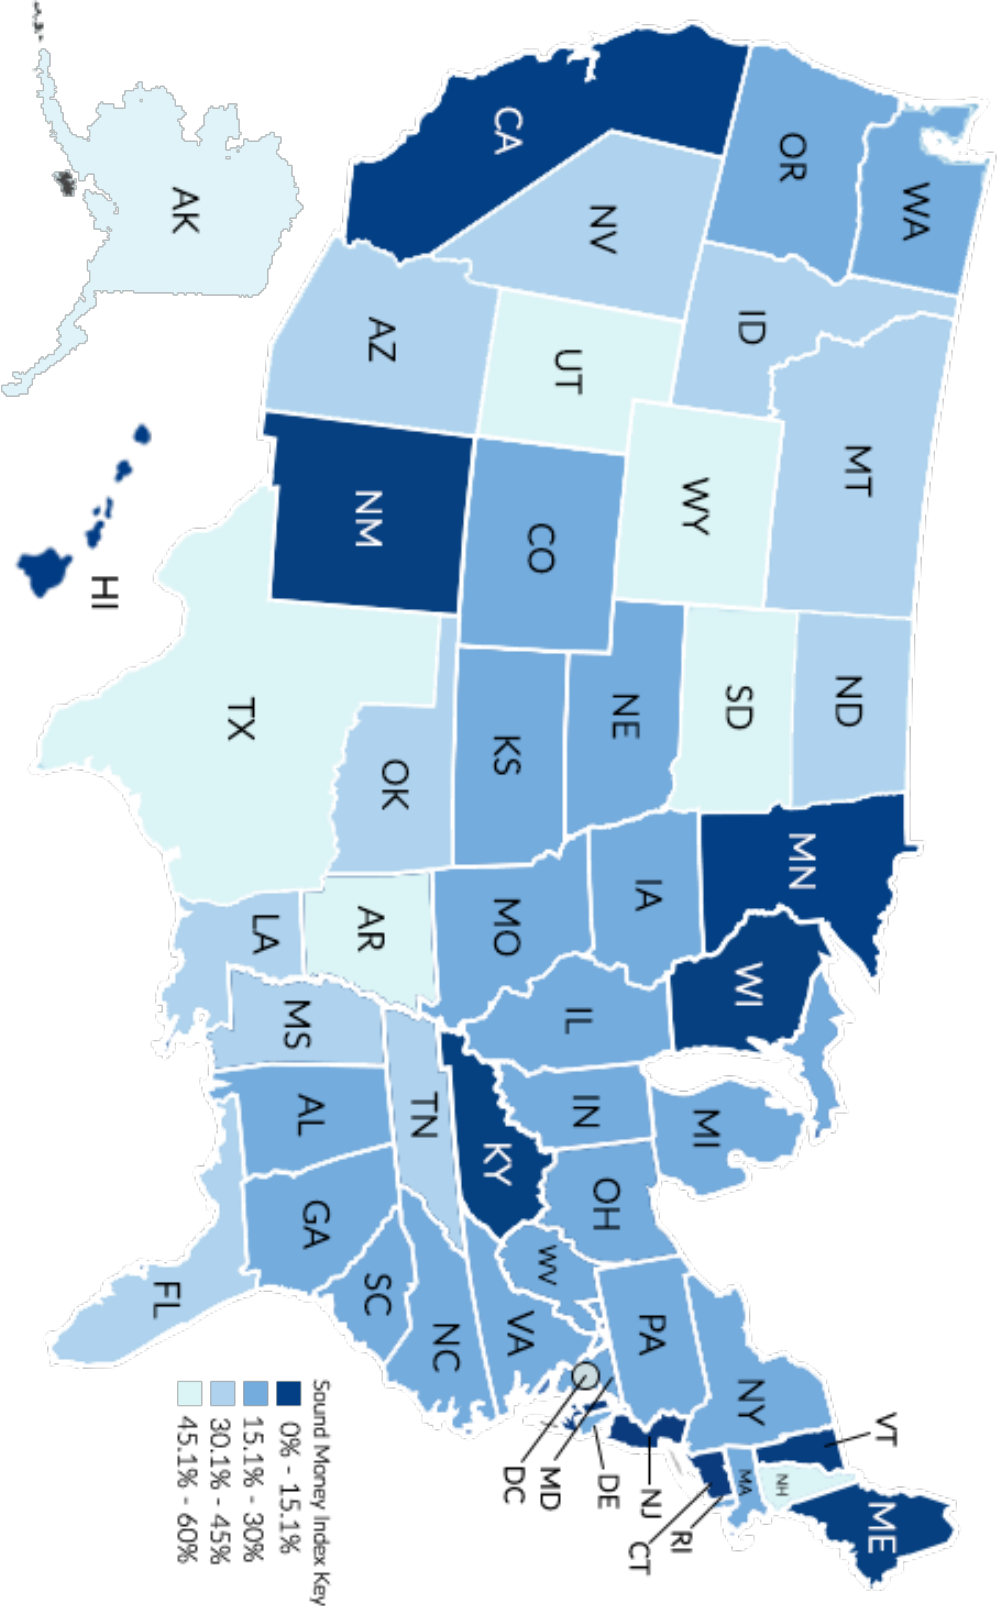 WA
OR
CA
NV
ID
MT
WY
UT
AZ
CO
NM
ND
SD
NE
KS
OK
TX
MN
IA
MO
AR
LA
WI
IL
MI
IN
OH
KY
TN
MS
AL
GA
FL
SC
NC
VA
WV
PA
NY
VT
NH
ME
MA
RI
CT
NJ
DE
MD
DC
AK
HI
Sound Money Index Key
0% - 15.1%
15.1% - 30%
30.1% - 45%
45.1% - 60%